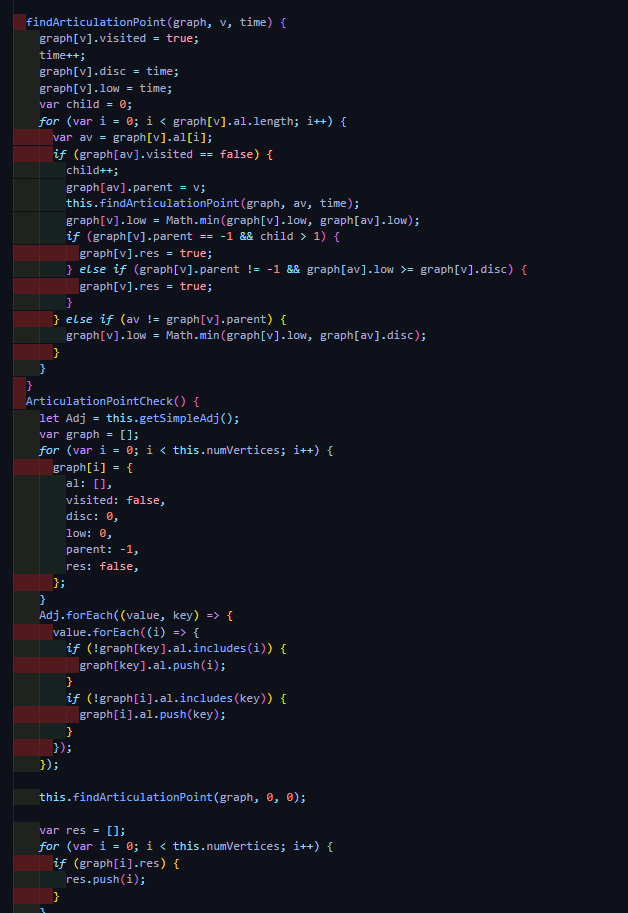 findArticulationPoint(graph, v, time) {
graph[v].visited = true;
time++;
graph[v].disc = time;
graph[v].low = time;
var child = 0;
for (var i = 0; i < graph[v].al.length; i++) {
var av = graph[v].al[i];
if (graph[av].visited == false) {
child++;
graph[av].parent = v;
this.findArticulationPoint(graph, av, time);
graph[v].low = Math.min(graph[v].low, graph[av].low);
if (graph[v].parent == -1 && child > 1) {
graph[v].res = true;
} else if (graph[v].parent != -1 && graph[av].low >= graph[v].disc) {
graph[v].res = true;
}
} else if (av != graph[v].parent) {
graph[v].low = Math.min(graph[v].low, graph[av].disc);
}
}
}
ArticulationPointCheck() {
let Adj = this.getSimpleAdj();
var graph = [];
for (var i = 0; i < this.numVertices; i++) {
graph[i] = {
al: [],
visited: false,
disc: 0,
low: 0,
parent: -1,
res: false,
};
}
Adj.forEach((value, key) => {
value.forEach((i) => {
if (!graph[key].al.includes(i)) {
graph[key].al.push(i);
}
if (!graph[i].al.includes(key)) {
graph[i].al.push(key);
}
});
});
this.findArticulationPoint(graph, 0, 0);
var res = [];
for (var i = 0; i < this.numVertices; i++) {
if (graph[i].res) {
res.push(i);
}
}